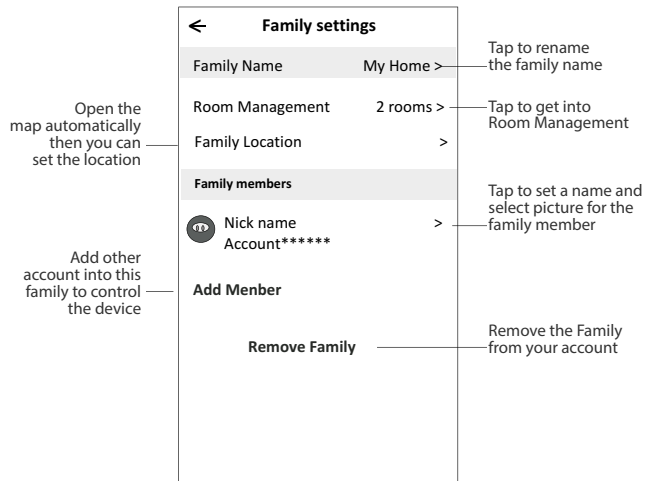 ← Family settings
Family Name My Home >
Tap to rename
the family name
Room Management 2 rooms >
Tap to get into
Room Management
Open the
map automatically
then you can
set the location
Family Location >
Family members
Nick name >
Account******
Tap to set a name and
select picture for the
family member
Add other
account into this
family to control
the device
Add Menber
Remove Family
Remove the Family
from your account